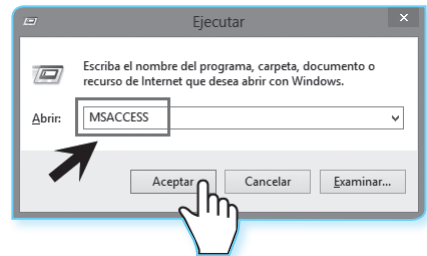 Ejecutar
Escriba el nombre del programa, carpeta, documento o
recurso de Internet que desea abrir con Windows.
Abrir: MSACCESS
Aceptar Cancelar Examinar...